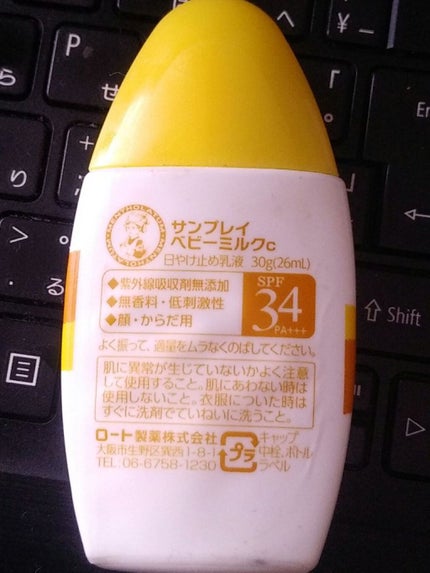 P
せ
「
¥
ー
へ
En
ら
+
り
;
>
。
る
.
⇧ Shift
MENTHOLATUM
サンプレイ
ベビーミルクc
日やけ止め乳液 30g(26mL)
◆紫外線吸収剤無添加
◆無香料・低刺激性
◆顔・からだ用
SPF
34
PA+++
よく振って、適量をムラなくのばしてください。
肌に異常が生じていないかよく注意
して使用すること。肌にあわない時は
使用しないこと。衣服についた時は
すぐに洗剤でていねいに洗うこと。
ロート製薬株式会社
大阪市生野区巽西1-8-1
TEL:06-6758-1230
プラ
キャップ
中栓,ボトル
ラベル